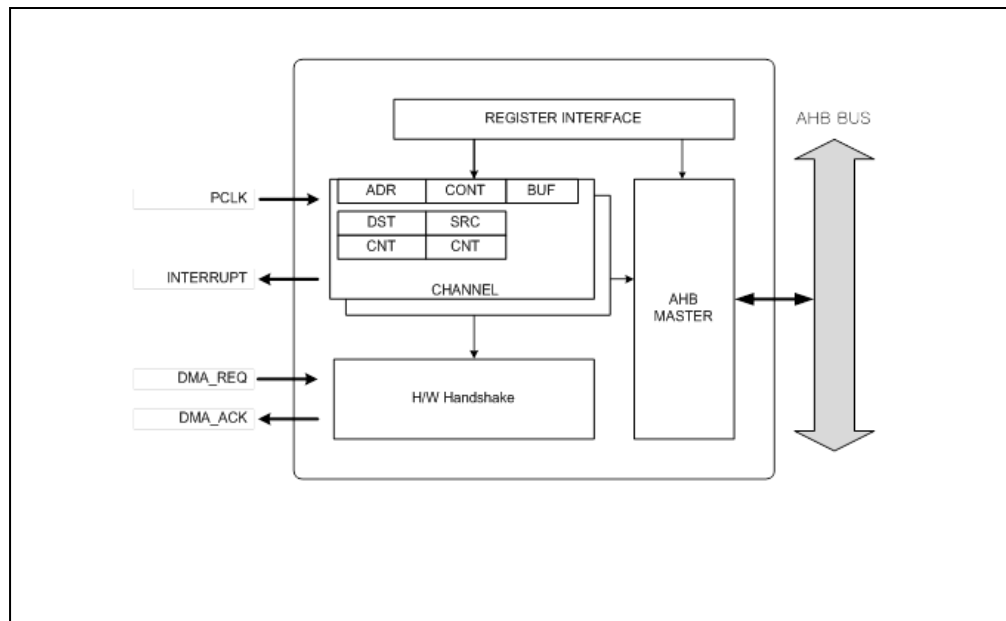 REGISTER INTERFACE
AHB BUS
PCLK
ADR CONT BUF
DST SRC
CNT CNT
INTERRUPT
CHANNEL
AHB
MASTER
DMA_REQ
H/W Handshake
DMA_ACK